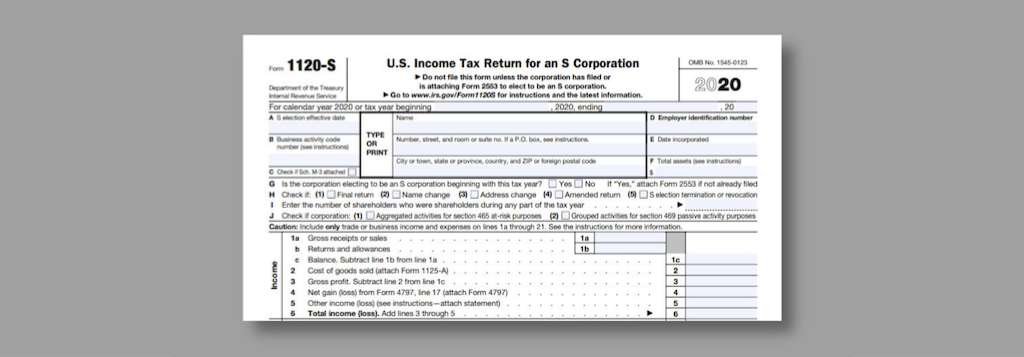 Form 1120-S
Department of the Treasury
Internal Revenue Service
U.S. Income Tax Return for an S Corporation
▶ Do not file this form unless the corporation has filed or
is attaching Form 2553 to elect to be an S corporation.
▶ Go to www.irs.gov/Form1120S for instructions and the latest information.
OMB No. 1545-0123
2020
For calendar year 2020 or tax year beginning , 2020, ending , 20
A S election effective date
B Business activity code
number (see instructions)
C Check if Sch. M-3 attached
TYPE
OR
PRINT
Name
Number, street, and room or suite no. If a P.O. box, see instructions.
City or town, state or province, country, and ZIP or foreign postal code
D Employer identification number
E Date incorporated
F Total assets (see instructions)
$
G Is the corporation electing to be an S corporation beginning with this tax year? Yes No If "Yes," attach Form 2553 if not already filed
H Check if: (1) Final return (2) Name change (3) Address change (4) Amended return (5) S election termination or revocation
I Enter the number of shareholders who were shareholders during any part of the tax year . . . . . . . ▶
J Check if corporation: (1) Aggregated activities for section 465 at-risk purposes (2) Grouped activities for section 469 passive activity purposes
Caution: Include only trade or business income and expenses on lines 1a through 21. See the instructions for more information.
Income
1a Gross receipts or sales . . . . . . . . . . . 1a
b Returns and allowances . . . . . . . . . . . 1b
c Balance. Subtract line 1b from line 1a . . . . . . . . . . . 1c
2 Cost of goods sold (attach Form 1125-A) . . . . . . . . . . . 2
3 Gross profit. Subtract line 2 from line 1c . . . . . . . . . . . 3
4 Net gain (loss) from Form 4797, line 17 (attach Form 4797) . . . . . . . . . . . 4
5 Other income (loss) (see instructions—attach statement) . . . . . . . . . . . 5
6 Total income (loss). Add lines 3 through 5 . . . . . . . . . . . ▶ 6